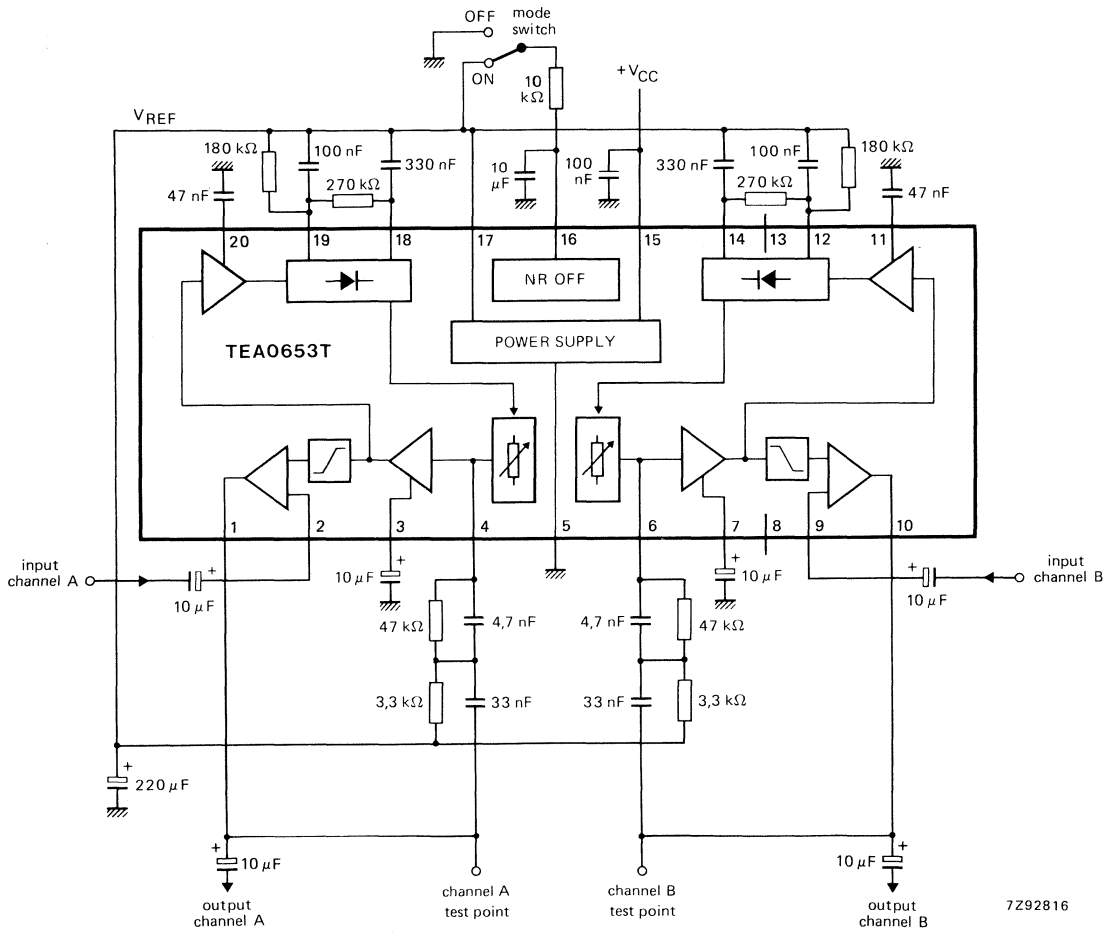 OFF
mode
switch
ON
10
kΩ
+VCC
VREF
180 kΩ
100 nF
330 nF
270 kΩ
47 nF
10
μF
100
nF
330 nF
100 nF
180 kΩ
270 kΩ
47 nF
20
19
18
17
16
15
14
13
12
11
NR OFF
POWER SUPPLY
TEA0653T
1
2
3
4
5
6
7
8
9
10
input
channel A
10 μF
+
10 μF
+
10 μF
+
10 μF
+
input
channel B
47 kΩ
4,7 nF
4,7 nF
47 kΩ
3,3 kΩ
33 nF
33 nF
3,3 kΩ
+
220 μF
+
10 μF
+
10 μF
output
channel A
channel A
test point
channel B
test point
output
channel B
7Z92816